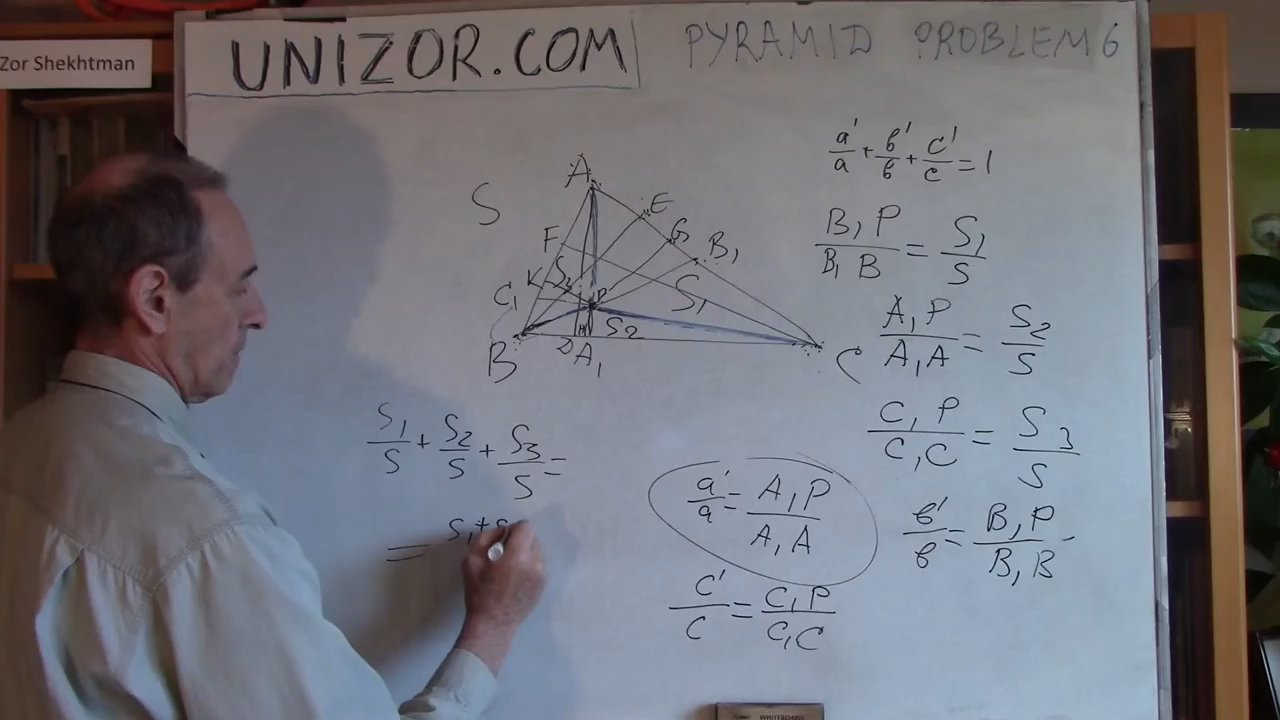 Zor Shekhtman
UNIZOR.COM
PYRAMID PROBLEM 6
a'/a + b'/b + c'/c = 1
S
A
E
F
G
B₁
K
S₃
C₁
P
S₁
S₂
H
B
D
A₁
C
B₁P/B₁B = S₁/S
A₁P/A₁A = S₂/S
C₁P/C₁C = S₃/S
S₁/S + S₂/S + S₃/S =
= S₁+S
a'/a = A₁P/A₁A
b'/b = B₁P/B₁B
c'/c = C₁P/C₁C
WHITEBOARD